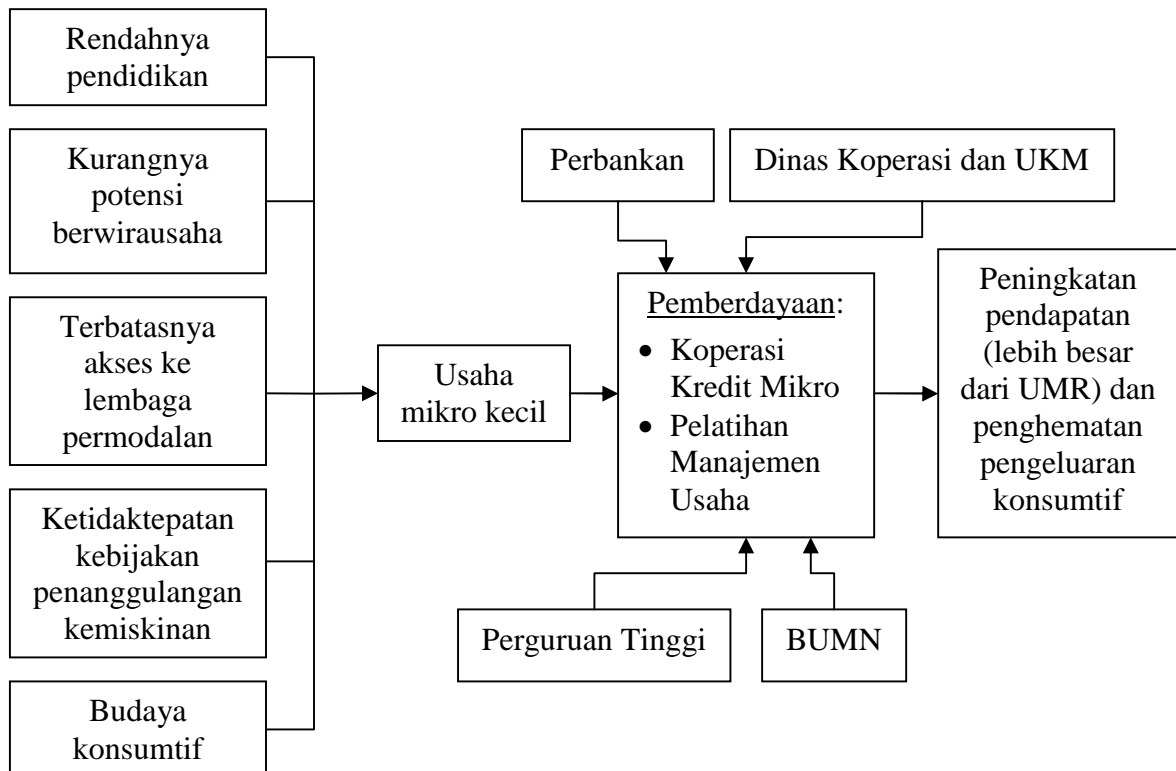 Rendahnya
pendidikan
Kurangnya
potensi
berwirausaha
Terbatasnya
akses ke
lembaga
permodalan
Ketidaktepatan
kebijakan
penanggulangan
kemiskinan
Budaya
konsumtif
Usaha
mikro kecil
Perbankan
Dinas Koperasi dan UKM
Pemberdayaan:
• Koperasi
Kredit Mikro
• Pelatihan
Manajemen
Usaha
Perguruan Tinggi
BUMN
Peningkatan
pendapatan
(lebih besar
dari UMR) dan
penghematan
pengeluaran
konsumtif